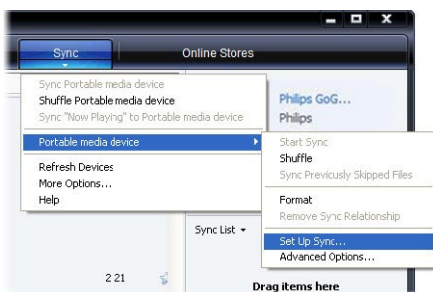 Sync
Online Stores
Sync Portable media device
Shuffle Portable media device
Sync "Now Playing" to Portable media device
Portable media device
Refresh Devices
More Options...
Help
Philips GoG...
Philips
Start Sync
Shuffle
Sync Previously Skipped Files
Format
Remove Sync Relationship
Set Up Sync...
Advanced Options...
Sync List
2 21
Drag items here